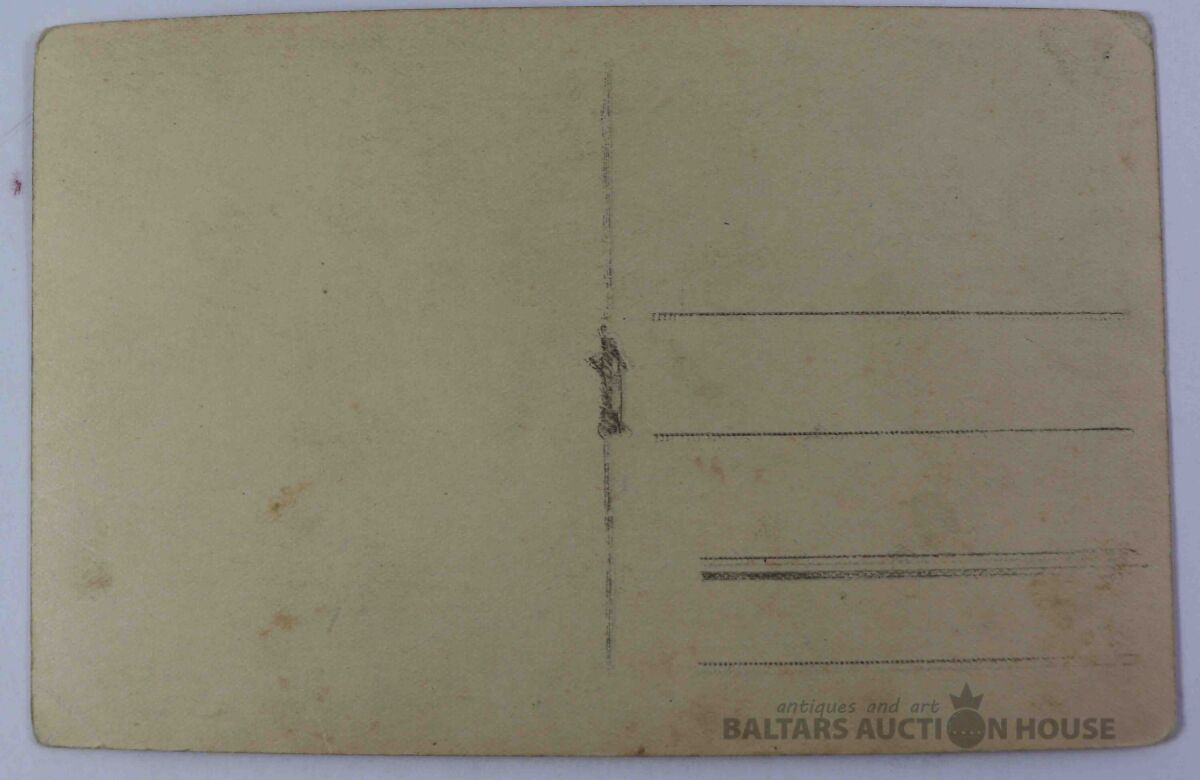 antiques and art
BALTARS AUCTION HOUSE